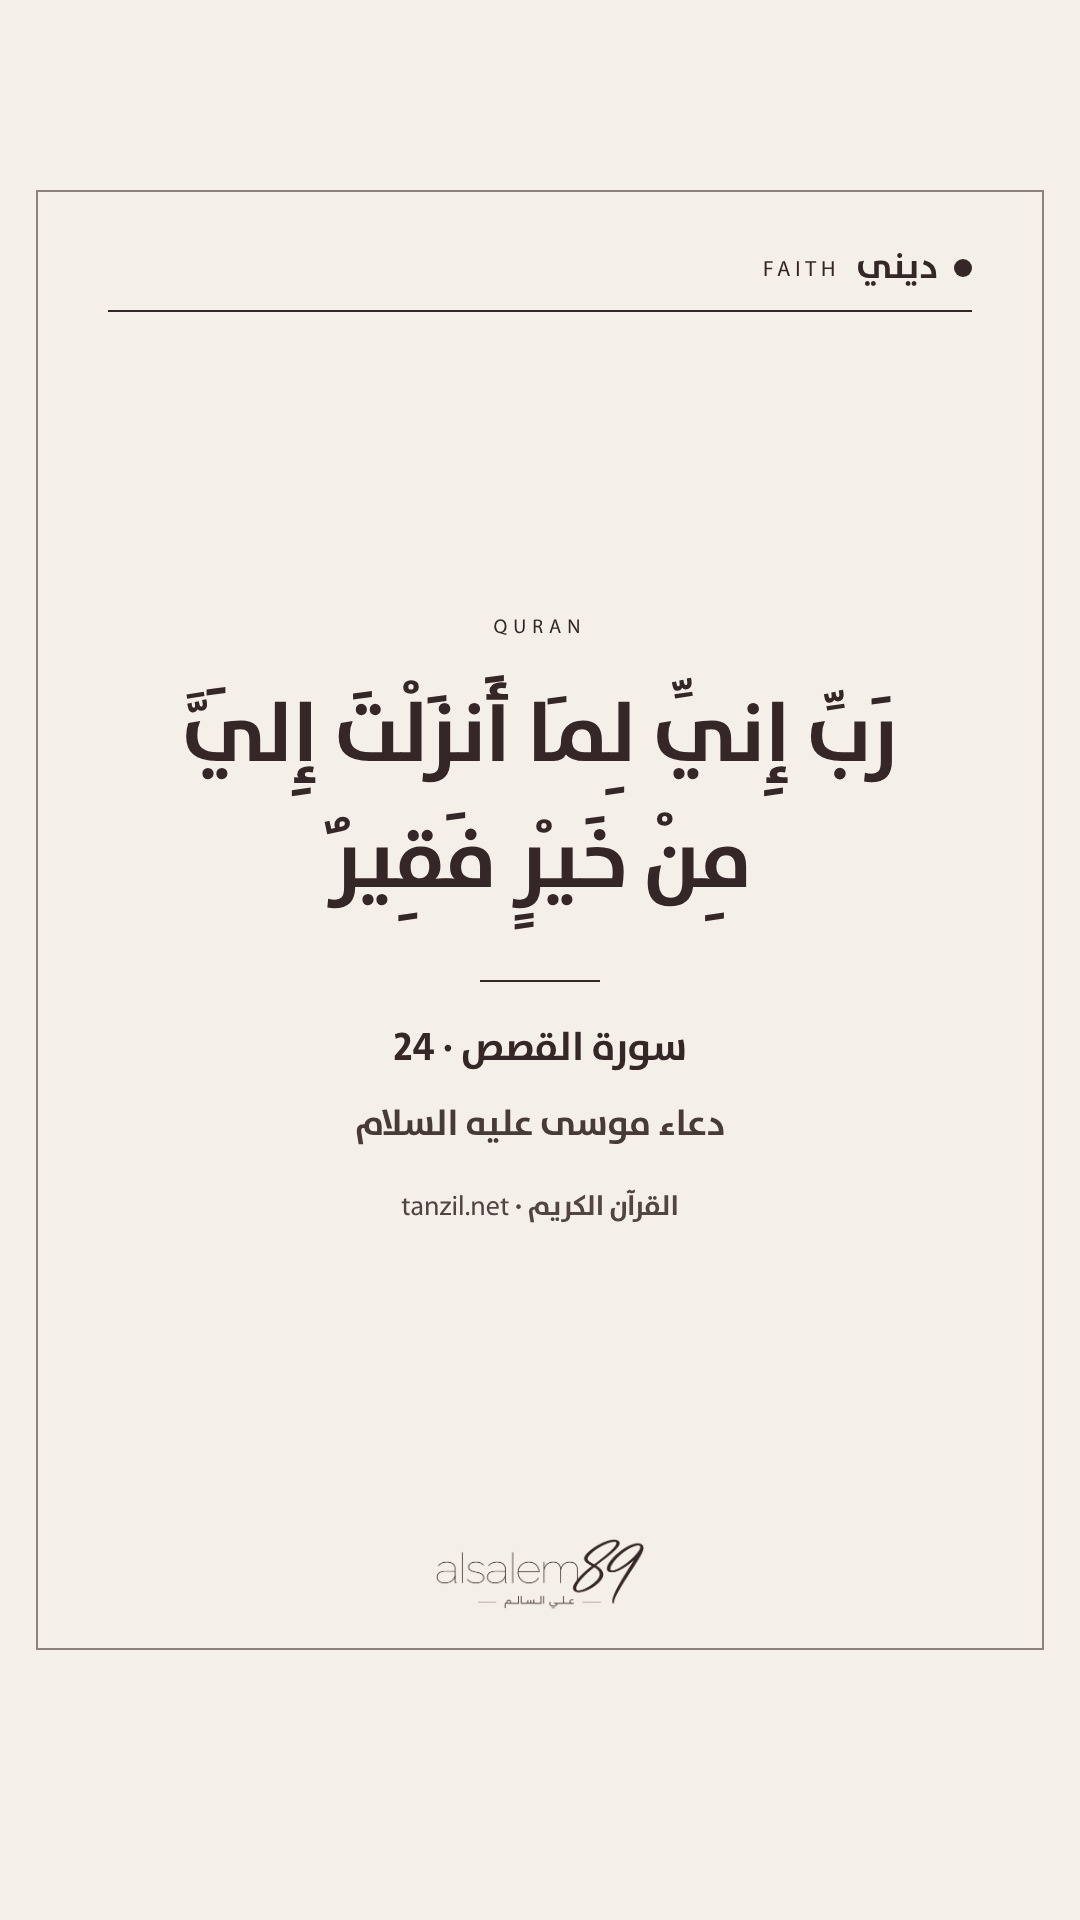 ديني FAITH
QURAN
رَبِّ إِنيِّ لِمَا أَنزَلْتَ إِليَّ
مِنْ خَيْرٍ فَقِيرٌ
سورة القصص · 24
دعاء موسى عليه السلام
القرآن الكريم · tanzil.net
alsalem89
علي السالم